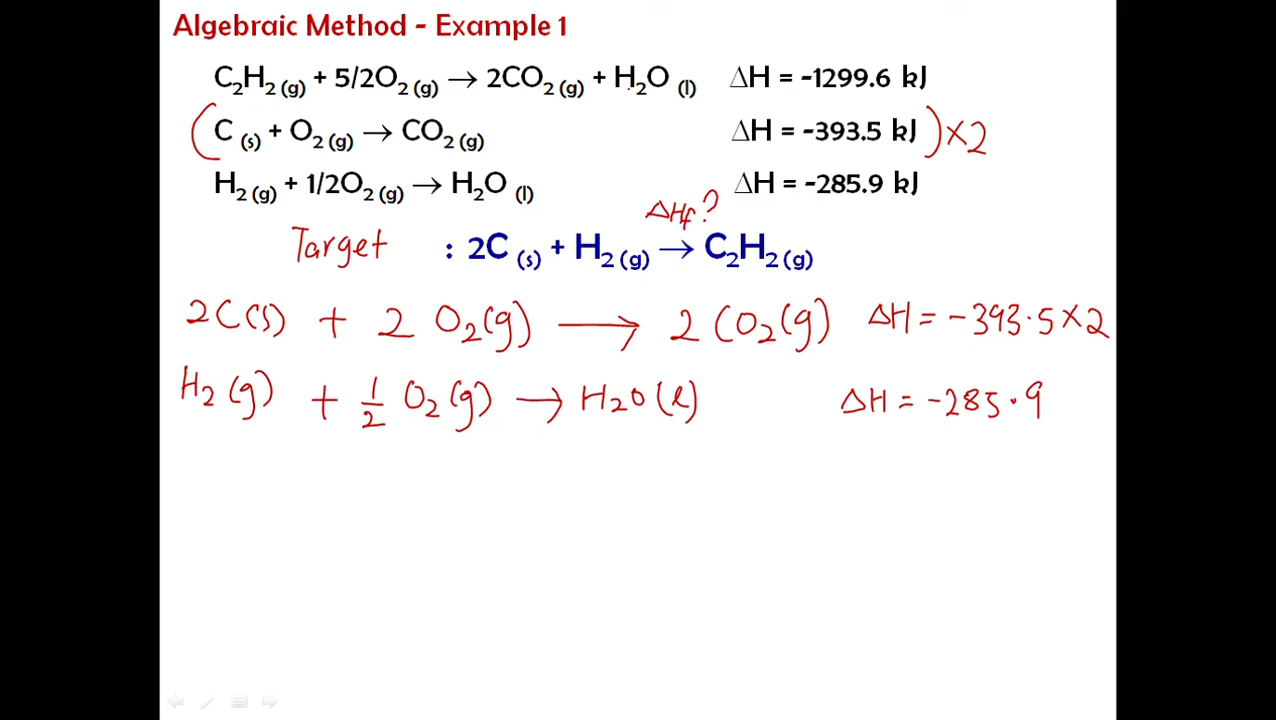 Algebraic Method - Example 1
C₂H₂ (g) + 5/2O₂ (g) → 2CO₂ (g) + H₂O (l) ΔH = -1299.6 kJ
(C (s) + O₂ (g) → CO₂ (g) ΔH = -393.5 kJ)×2
H₂ (g) + 1/2O₂ (g) → H₂O (l) ΔH = -285.9 kJ
ΔHf?
Target : 2C (s) + H₂ (g) → C₂H₂ (g)
2C(s) + 2 O₂(g) → 2 CO₂(g) ΔH = -393.5×2
H₂(g) + 1/2 O₂(g) → H₂O(l) ΔH = -285.9